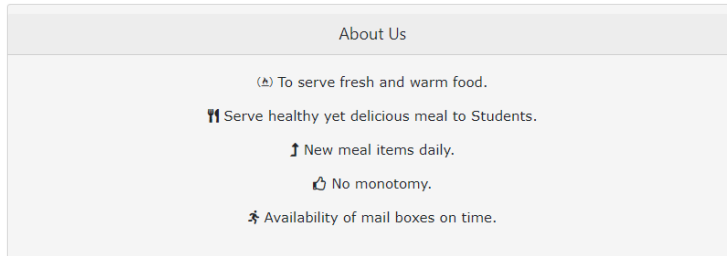 About Us
To serve fresh and warm food.
Serve healthy yet delicious meal to Students.
New meal items daily.
No monotomy.
Availability of mail boxes on time.